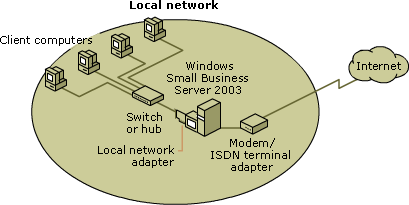 Local network
Client computers
Windows
Small Business
Server 2003
Internet
Switch
or hub
Local network
adapter
Modem/
ISDN terminal
adapter